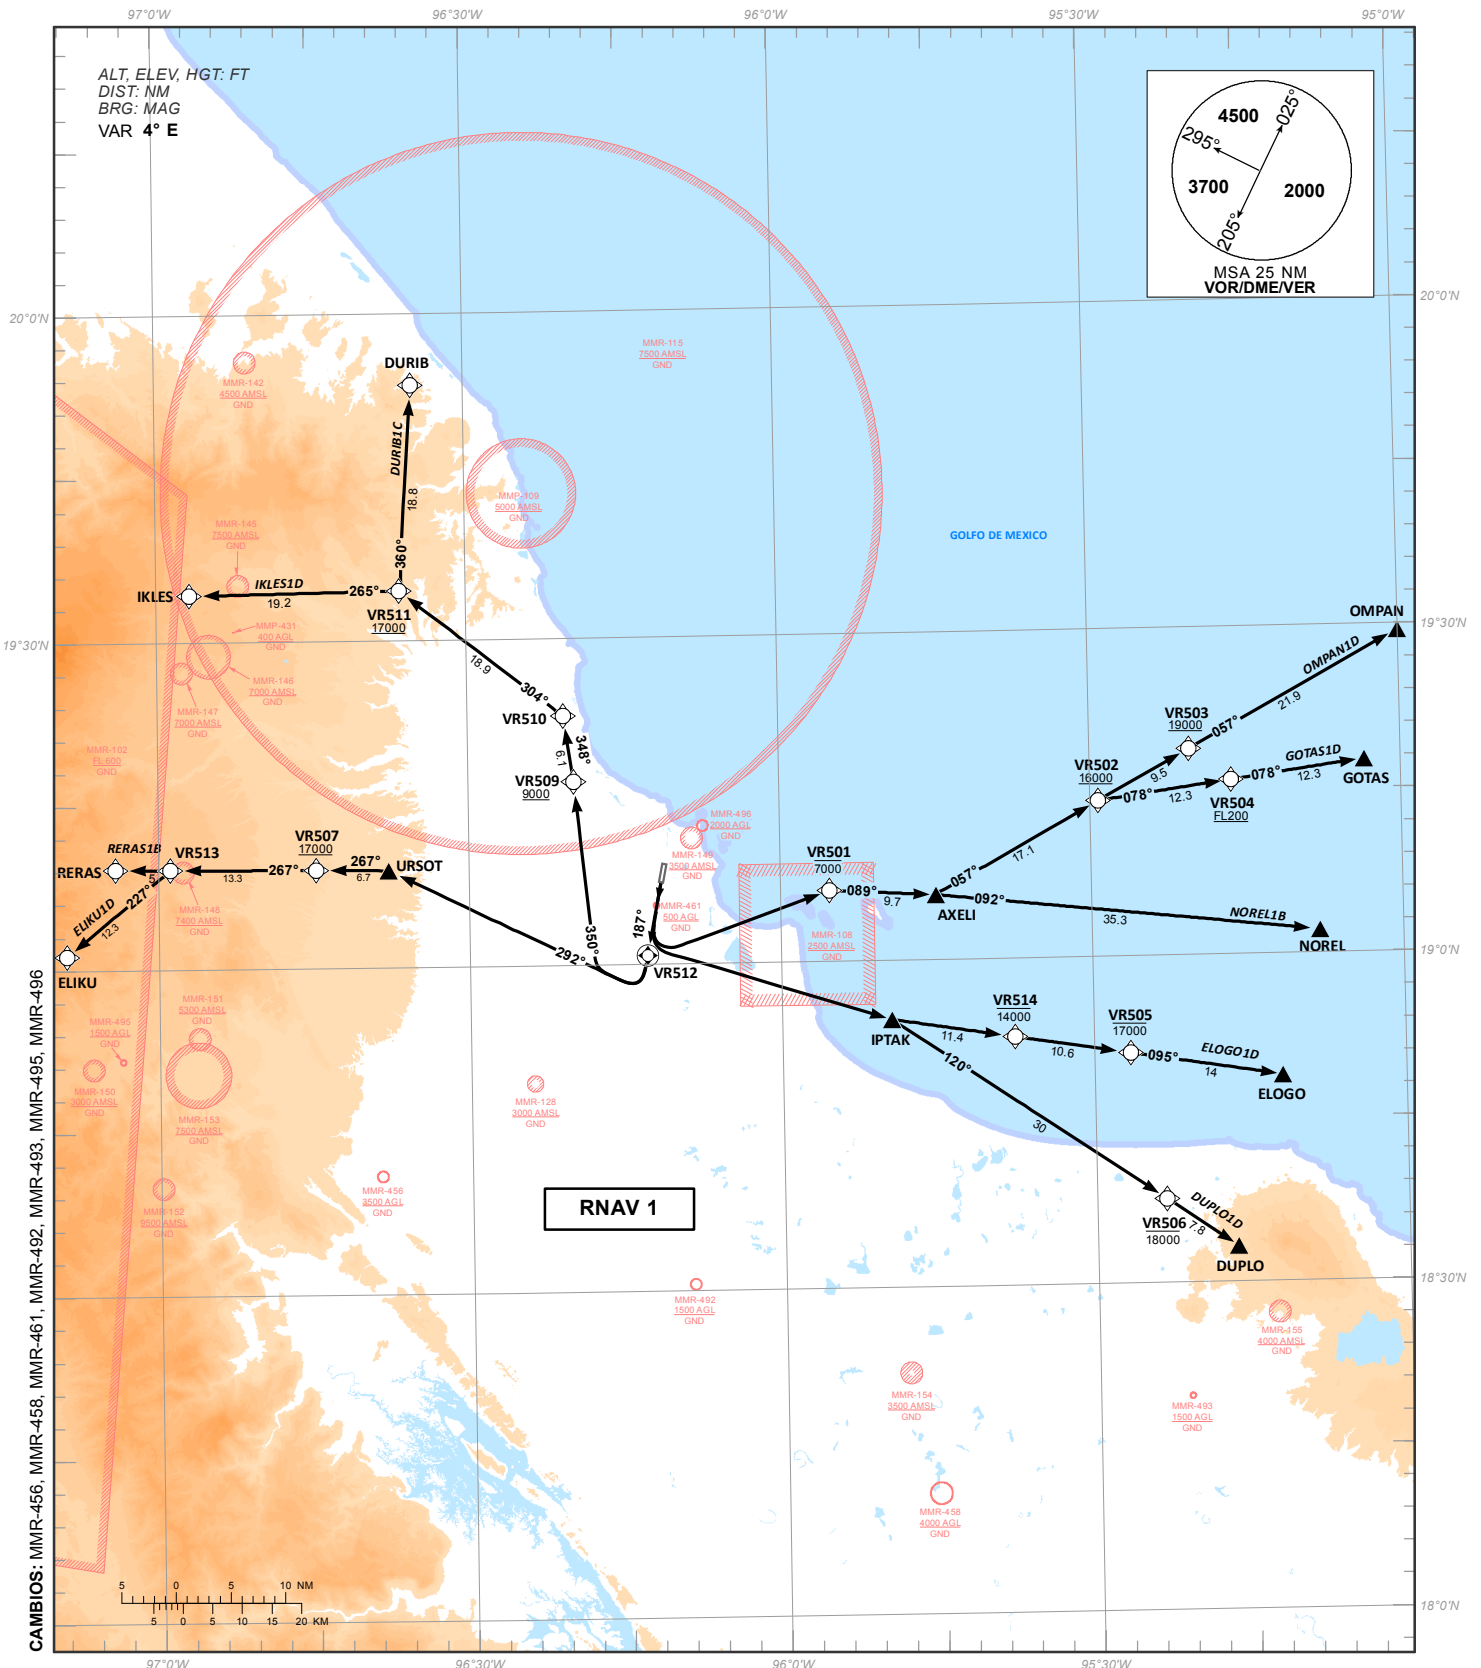 97°0'W
96°30'W
96°0'W
95°30'W
95°0'W
ALT, ELEV, HGT: FT
DIST: NM
BRG: MAG
VAR 4° E
4500
025°
295°
3700
2000
205°
MSA 25 NM
VOR/DME/VER
20°0'N
20°0'N
MMR-115
7500 AMSL
GND
DURIB
MMR-142
4500 AMSL
GND
DURIB1C
18.8
360°
MMP-109
5000 AMSL
GND
MMR-145
7500 AMSL
GND
GOLFO DE MEXICO
IKLES
IKLES1D
19.2
265°
VR511
17000
OMPAN
MMP-431
400 AGL
GND
19°30'N
19°30'N
18.9
304°
OMPAN1D
21.9
MMR-146
7000 AMSL
GND
MMR-147
7000 AMSL
GND
VR510
VR503
19000
057°
MMR-102
FL 600
GND
348°
6.1
VR509
9000
VR502
16000
9.5
GOTAS1D
078°
12.3
GOTAS
078°
12.3
VR504
FL200
MMR-496
2000 AGL
GND
RERAS1B
VR513
VR507
17000
17.1
MMR-149
3500 AMSL
GND
VR501
7000
RERAS
5
13.3
267°
267°
6.7
URSOT
057°
227°
ELIKU1D
12.3
MMR-148
7400 AMSL
GND
089°
9.7
092°
AXELI
35.3
NOREL1B
NOREL
187°
MMR-461
500 AGL
GND
350°
292°
MMR-108
2500 AMSL
GND
19°0'N
ELIKU
VR512
MMR-151
5300 AMSL
GND
MMR-495
1500 AGL
GND
VR514
14000
VR505
17000
IPTAK
11.4
10.6
095°
ELOGO1D
14
ELOGO
120°
MMR-150
3000 AMSL
GND
MMR-128
3000 AMSL
GND
MMR-153
7500 AMSL
GND
30
MMR-456
3500 AGL
GND
RNAV 1
MMR-152
9500 AMSL
GND
DUPLO1D
7.8
VR506
18000
DUPLO
18°30'N
MMR-492
1500 AGL
GND
MMR-155
4000 AMSL
GND
MMR-154
3500 AMSL
GND
MMR-493
1500 AGL
GND
MMR-458
4000 AGL
GND
5 0 5 10 NM
5 0 5 10 15 20 KM
18°0'N
97°0'W
96°30'W
96°0'W
95°30'W
CAMBIOS: MMR-456, MMR-458, MMR-461, MMR-492, MMR-493, MMR-495, MMR-496